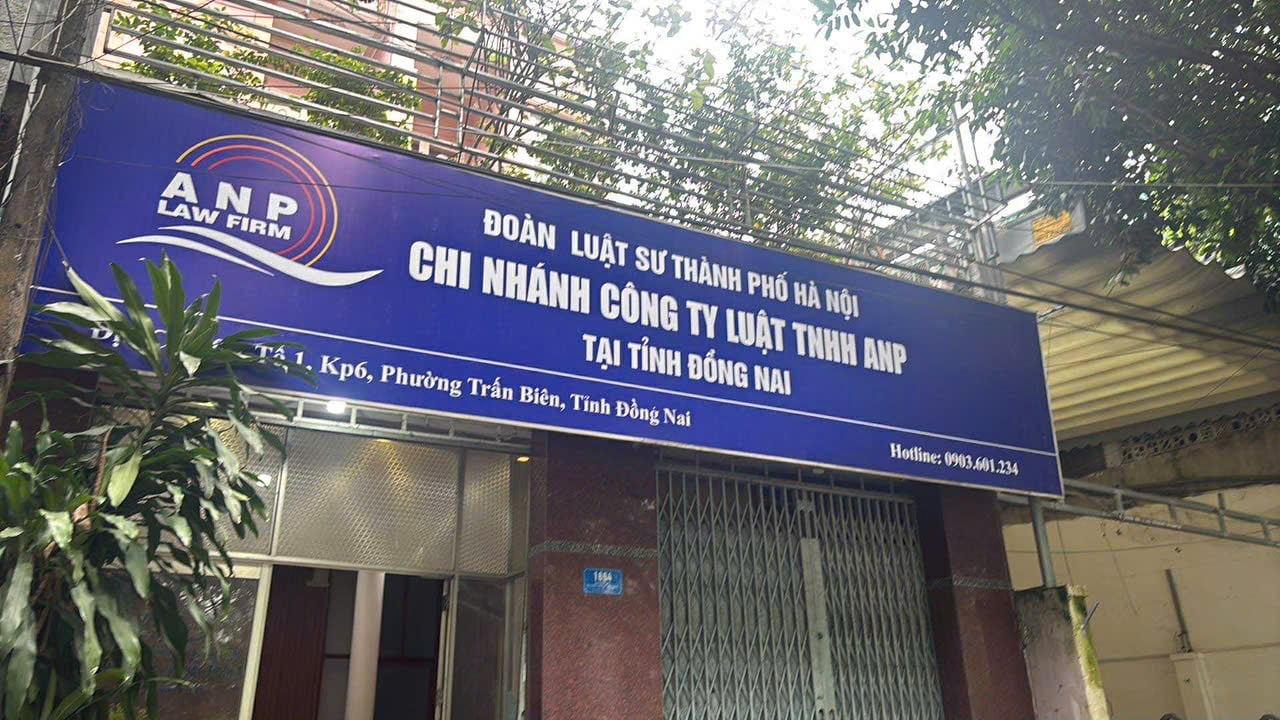 ANP
LAW FIRM
ĐOÀN LUẬT SƯ THÀNH PHỐ HÀ NỘI
CHI NHÁNH CÔNG TY LUẬT TNHH ANP
TẠI TỈNH ĐỒNG NAI
Tổ 1, Kp6, Phường Trấn Biên, Tỉnh Đồng Nai
Hotline: 0903.601.234
1664